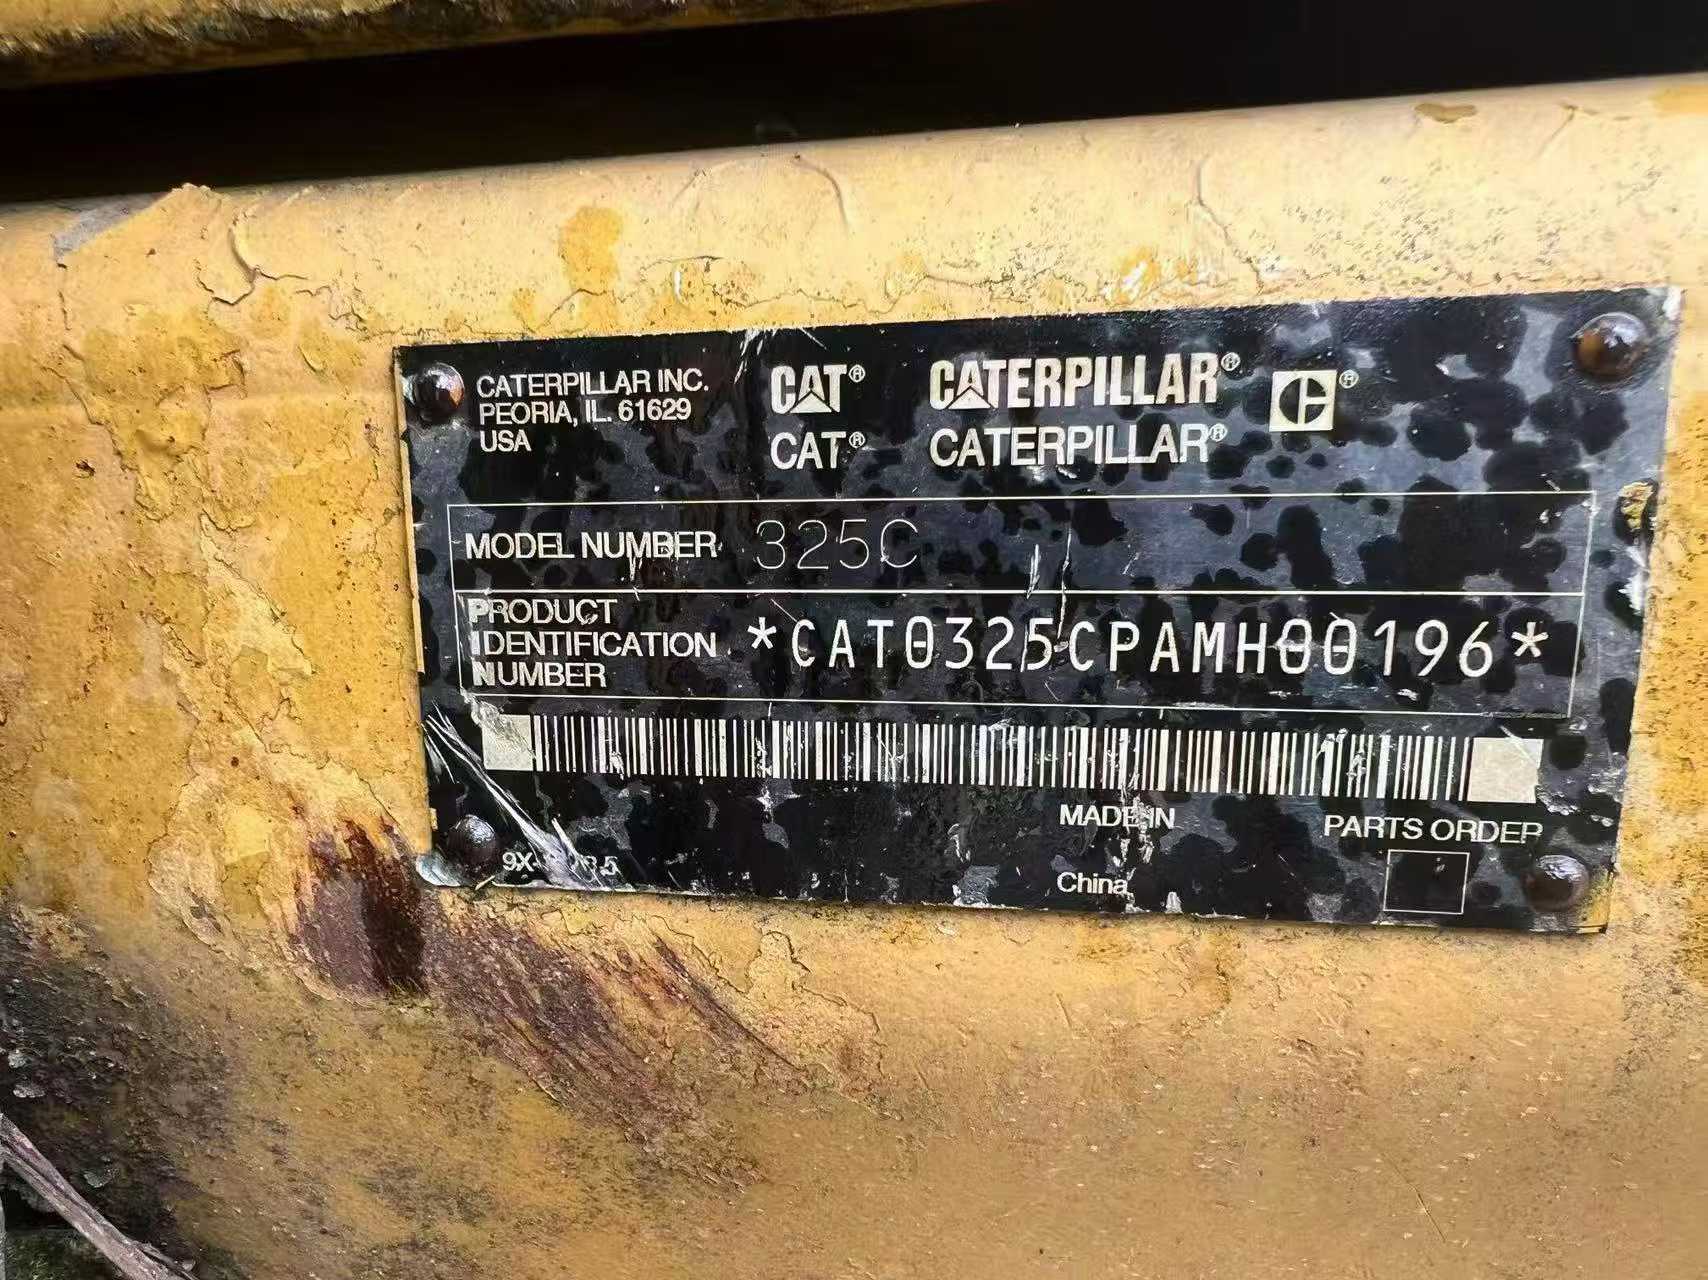 CATERPILLAR INC.
PEORIA, IL. 61629
USA
CAT® CATERPILLAR® ®
CAT® CATERPILLAR®
MODEL NUMBER 325C
PRODUCT
IDENTIFICATION
NUMBER
*CAT0325CPAMH00196*
MADE IN
China
PARTS ORDER